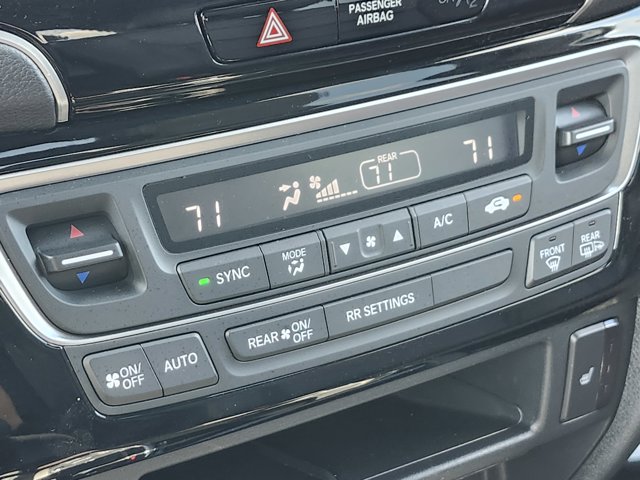 PASSENGER
AIRBAG
71
REAR
71
71
SYNC
MODE
A/C
FRONT
REAR
ON/
OFF
AUTO
REAR ON/
OFF
RR SETTINGS